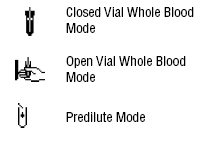 Closed Vial Whole Blood
Mode
Open Vial Whole Blood
Mode
Predilute Mode